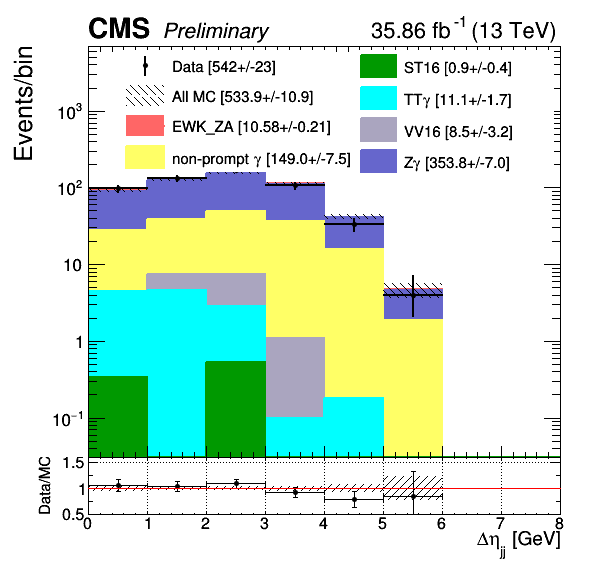 CMS Preliminary 35.86 fb⁻¹ (13 TeV)
Events/bin
Data [542+/-23]
All MC [533.9+/-10.9]
EWK_ZA [10.58+/-0.21]
non-prompt γ [149.0+/-7.5]
ST16 [0.9+/-0.4]
TTγ [11.1+/-1.7]
VV16 [8.5+/-3.2]
Zγ [353.8+/-7.0]
10³
10²
10
1
10⁻¹
Data/MC
1.5
1
0.5
0 1 2 3 4 5 6 7 8
Δηjj [GeV]